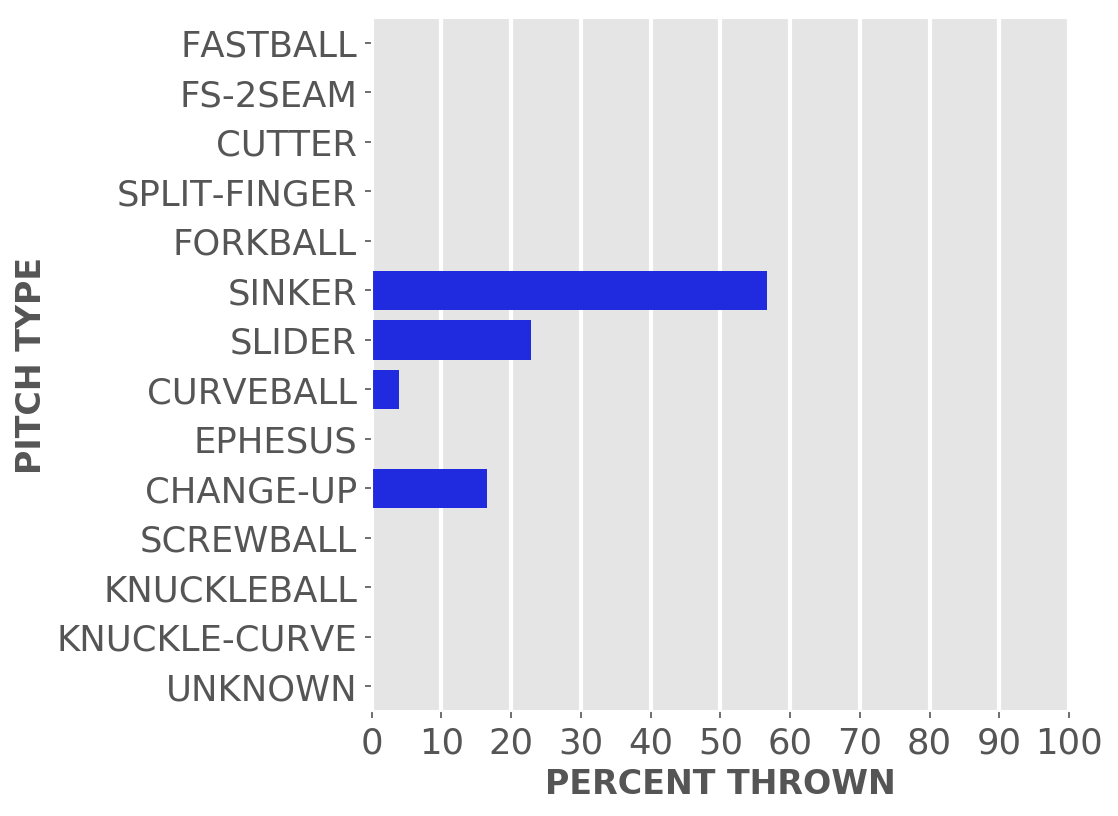 FASTBALL
FS-2SEAM
CUTTER
SPLIT-FINGER
FORKBALL
SINKER
SLIDER
CURVEBALL
EPHESUS
CHANGE-UP
SCREWBALL
KNUCKLEBALL
KNUCKLE-CURVE
UNKNOWN
PITCH TYPE
0 10 20 30 40 50 60 70 80 90 100
PERCENT THROWN